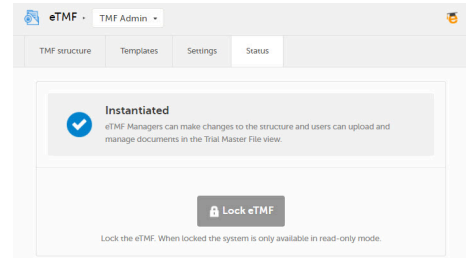 eTMF · TMF Admin
TMF structure Templates Settings Status
Instantiated
eTMF Managers can make changes to the structure and users can upload and
manage documents in the Trial Master File view.
Lock eTMF
Lock the eTMF. When locked the system is only available in read-only mode.